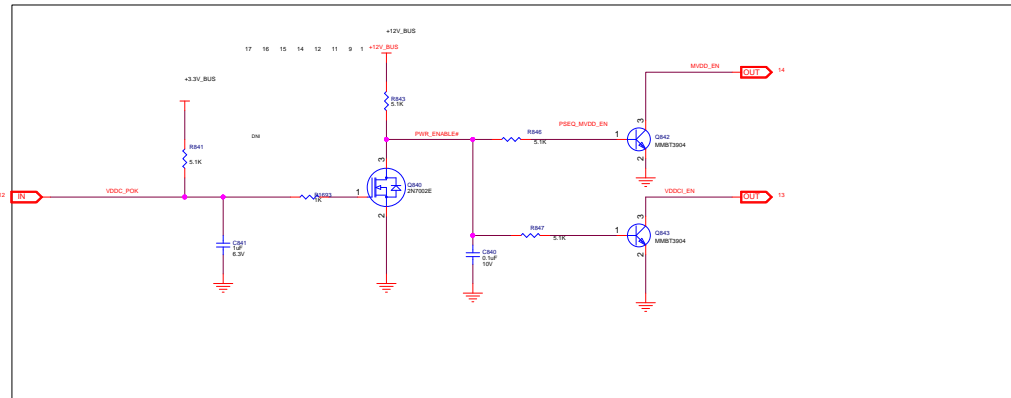 +12V_BUS
17 16 15 14 12 11 9 1 +12V_BUS
+3.3V_BUS
MVDD_EN
OUT 14
R843
5.1K
DNI
PWR_ENABLE#
R846
5.1K
PSEQ_MVDD_EN
1
3
2
Q842
MMBT3904
R841
5.1K
12 IN
VDDC_POK
R1693
1K
1
3
2
Q840
2N7002E
VDDCI_EN
OUT 13
R847
5.1K
1
3
2
Q843
MMBT3904
C841
1uF
6.3V
C840
0.1uF
10V